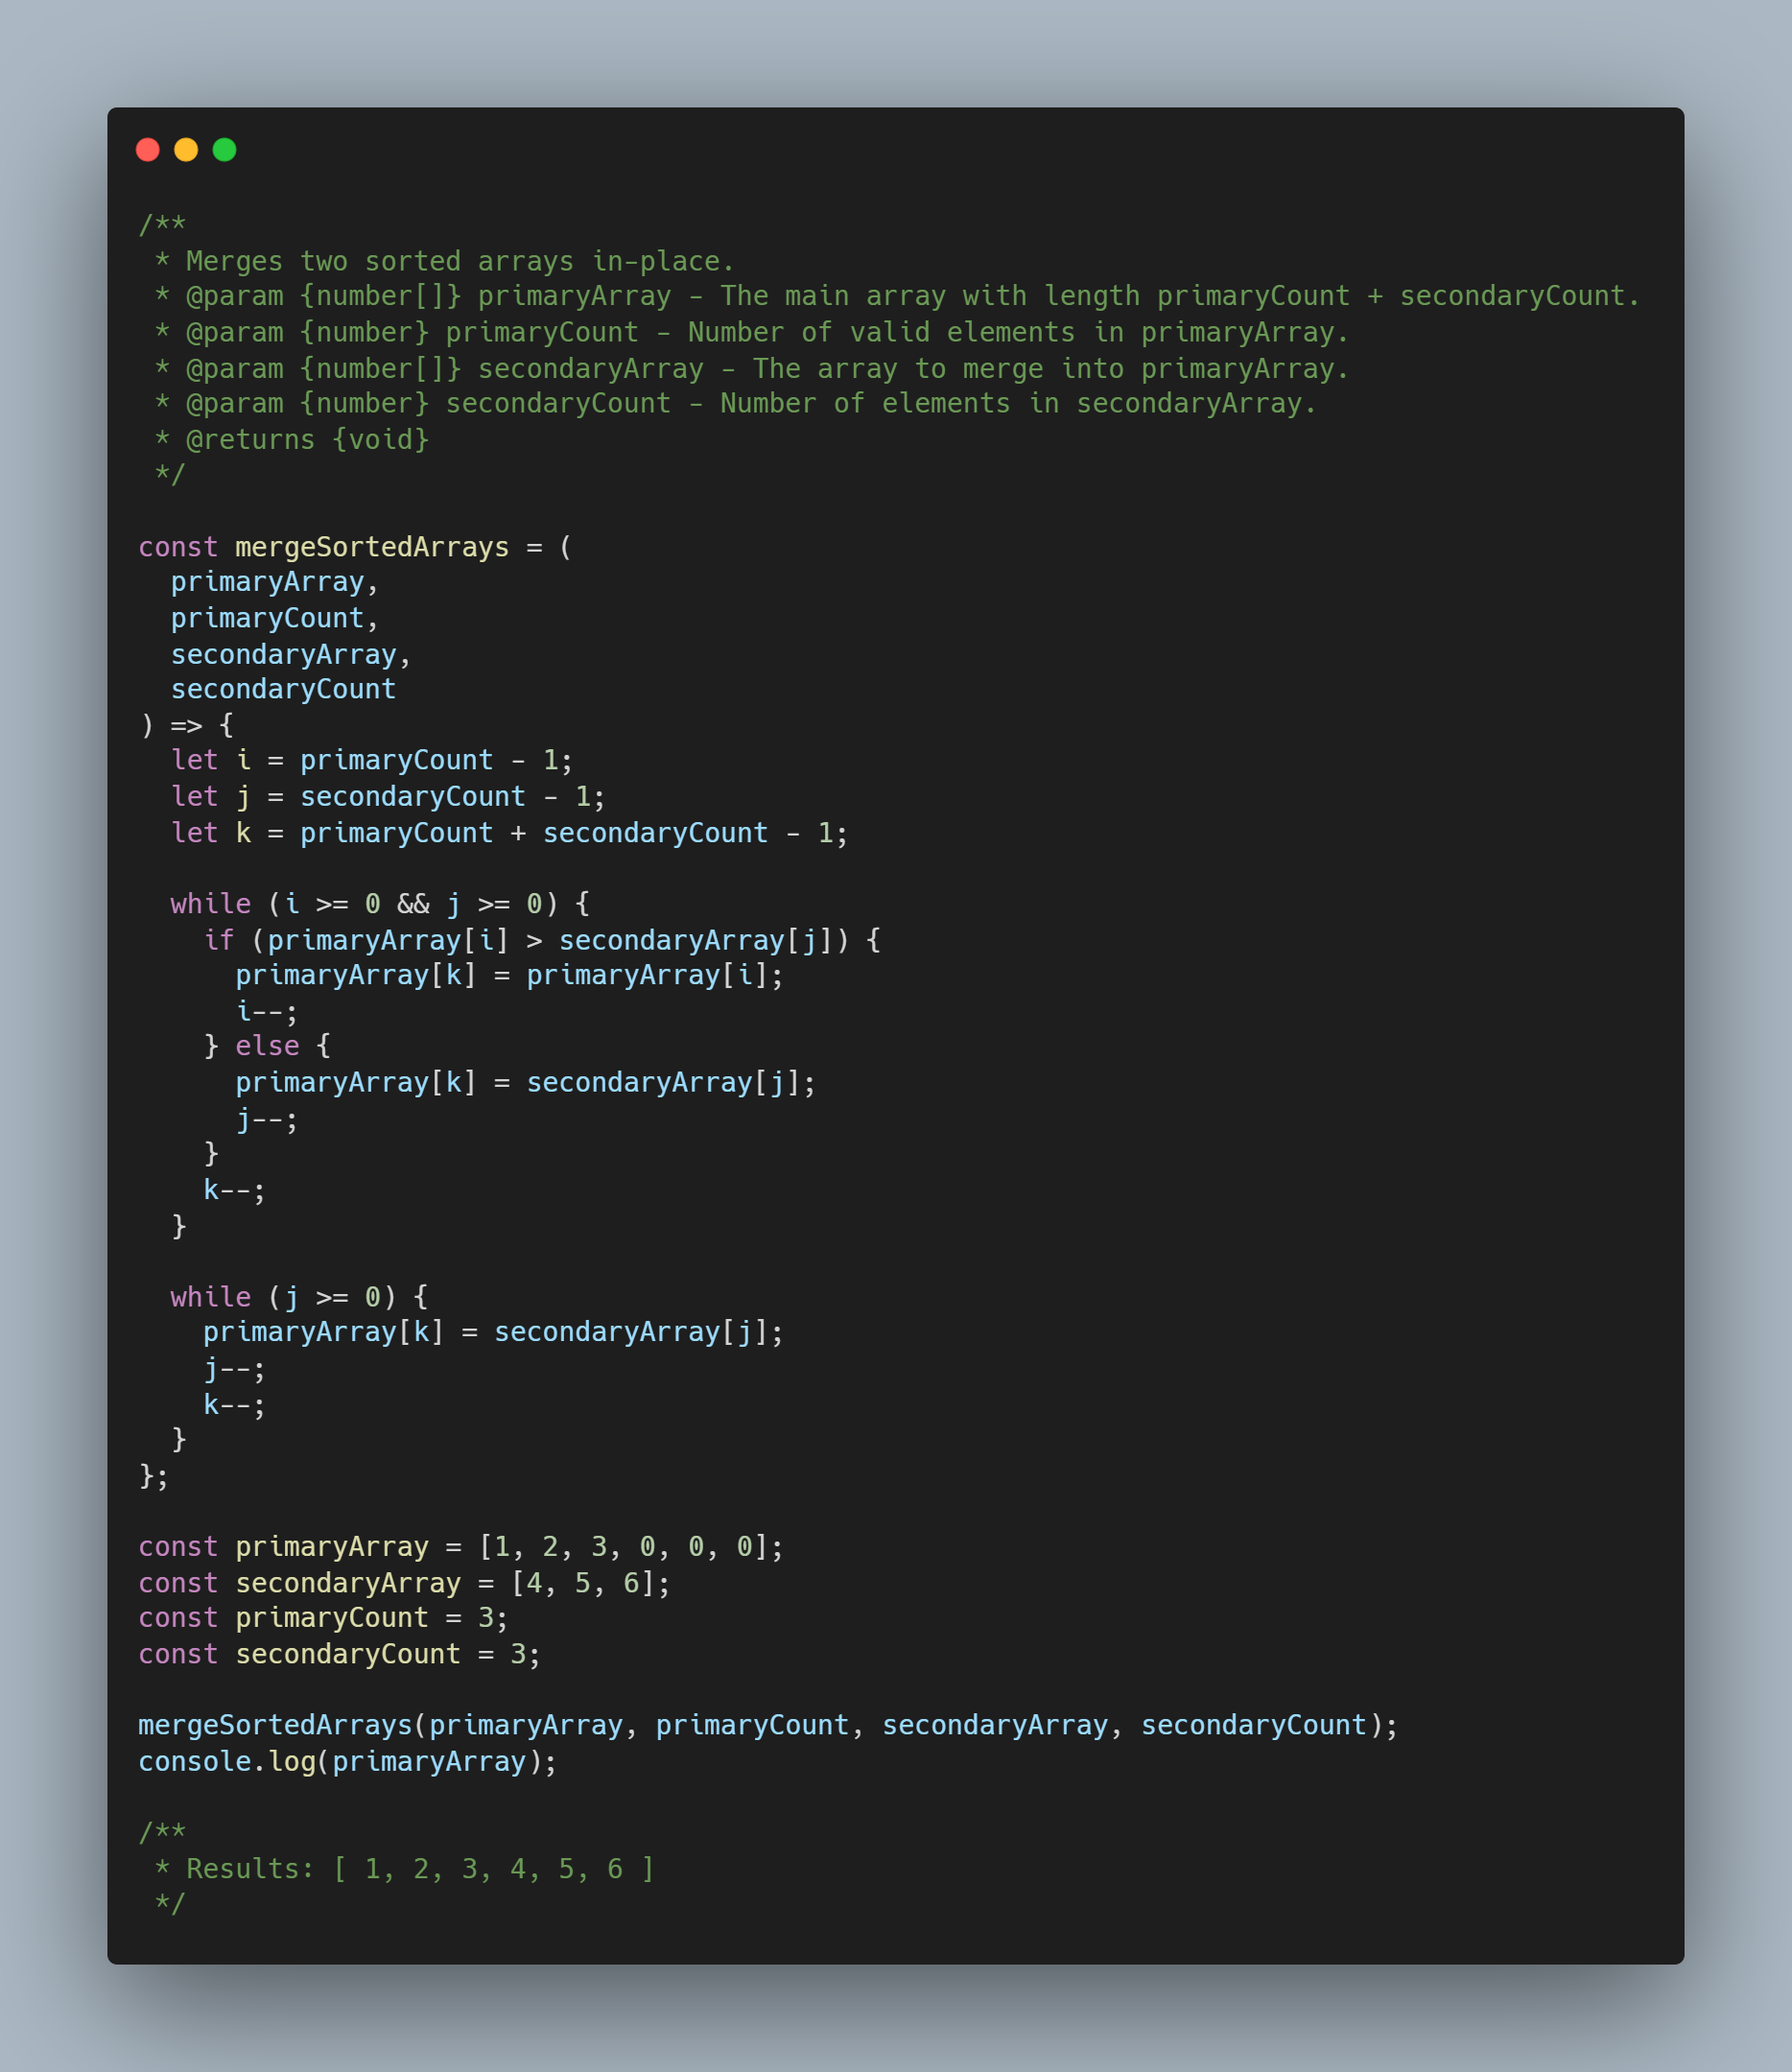 /**
 * Merges two sorted arrays in-place.
 * @param {number[]} primaryArray - The main array with length primaryCount + secondaryCount.
 * @param {number} primaryCount - Number of valid elements in primaryArray.
 * @param {number[]} secondaryArray - The array to merge into primaryArray.
 * @param {number} secondaryCount - Number of elements in secondaryArray.
 * @returns {void}
 */

const mergeSortedArrays = (
  primaryArray,
  primaryCount,
  secondaryArray,
  secondaryCount
) => {
  let i = primaryCount - 1;
  let j = secondaryCount - 1;
  let k = primaryCount + secondaryCount - 1;

  while (i >= 0 && j >= 0) {
    if (primaryArray[i] > secondaryArray[j]) {
      primaryArray[k] = primaryArray[i];
      i--;
    } else {
      primaryArray[k] = secondaryArray[j];
      j--;
    }
    k--;
  }

  while (j >= 0) {
    primaryArray[k] = secondaryArray[j];
    j--;
    k--;
  }
};

const primaryArray = [1, 2, 3, 0, 0, 0];
const secondaryArray = [4, 5, 6];
const primaryCount = 3;
const secondaryCount = 3;

mergeSortedArrays(primaryArray, primaryCount, secondaryArray, secondaryCount);
console.log(primaryArray);

/**
 * Results: [ 1, 2, 3, 4, 5, 6 ]
 */